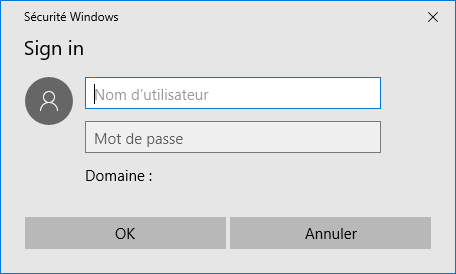 Sécurité Windows
Sign in
Nom d'utilisateur
Mot de passe
Domaine :
OK
Annuler